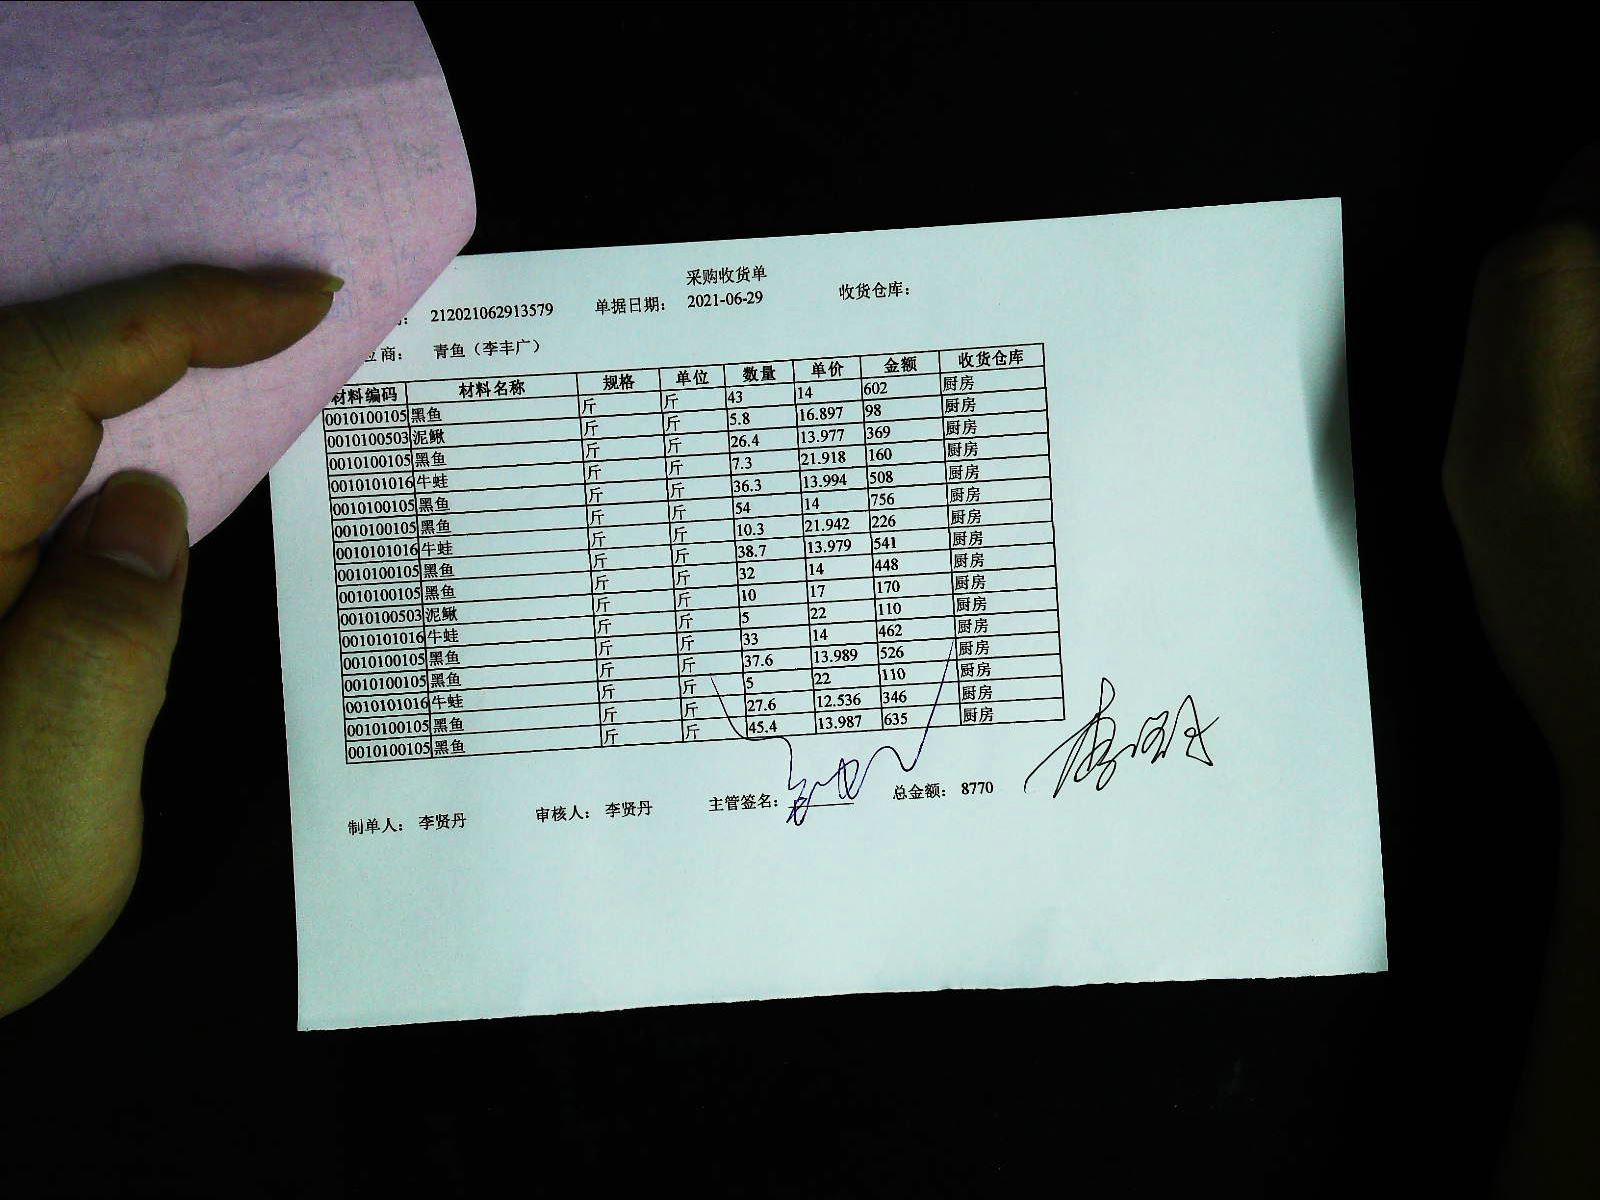 采购收货单
212021062913579 单据日期： 2021-06-29 收货仓库：
应商： 青鱼（李丰广）
材料编码 材料名称 规格 单位 数量 单价 金额 收货仓库
0010100105 黑鱼 斤 斤 43 14 602 厨房
0010100503 泥鳅 斤 斤 5.8 16.897 98 厨房
0010100105 黑鱼 斤 斤 26.4 13.977 369 厨房
0010101016 牛蛙 斤 斤 7.3 21.918 160 厨房
0010100105 黑鱼 斤 斤 36.3 13.994 508 厨房
0010100105 黑鱼 斤 斤 54 14 756 厨房
0010101016 牛蛙 斤 斤 10.3 21.942 226 厨房
0010100105 黑鱼 斤 斤 38.7 13.979 541 厨房
0010100105 黑鱼 斤 斤 32 14 448 厨房
0010100503 泥鳅 斤 斤 10 17 170 厨房
0010101016 牛蛙 斤 斤 5 22 110 厨房
0010100105 黑鱼 斤 斤 33 14 462 厨房
0010100105 黑鱼 斤 斤 37.6 13.989 526 厨房
0010101016 牛蛙 斤 斤 5 22 110 厨房
0010100105 黑鱼 斤 斤 27.6 12.536 346 厨房
0010100105 黑鱼 斤 斤 45.4 13.987 635 厨房
制单人： 李贤丹 审核人： 李贤丹 主管签名： 总金额： 8770